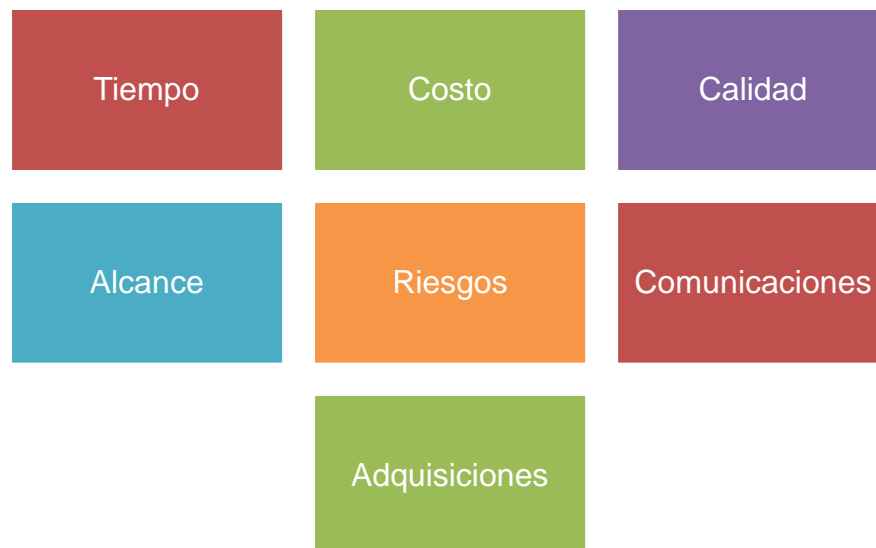 Tiempo
Costo
Calidad
Alcance
Riesgos
Comunicaciones
Adquisiciones